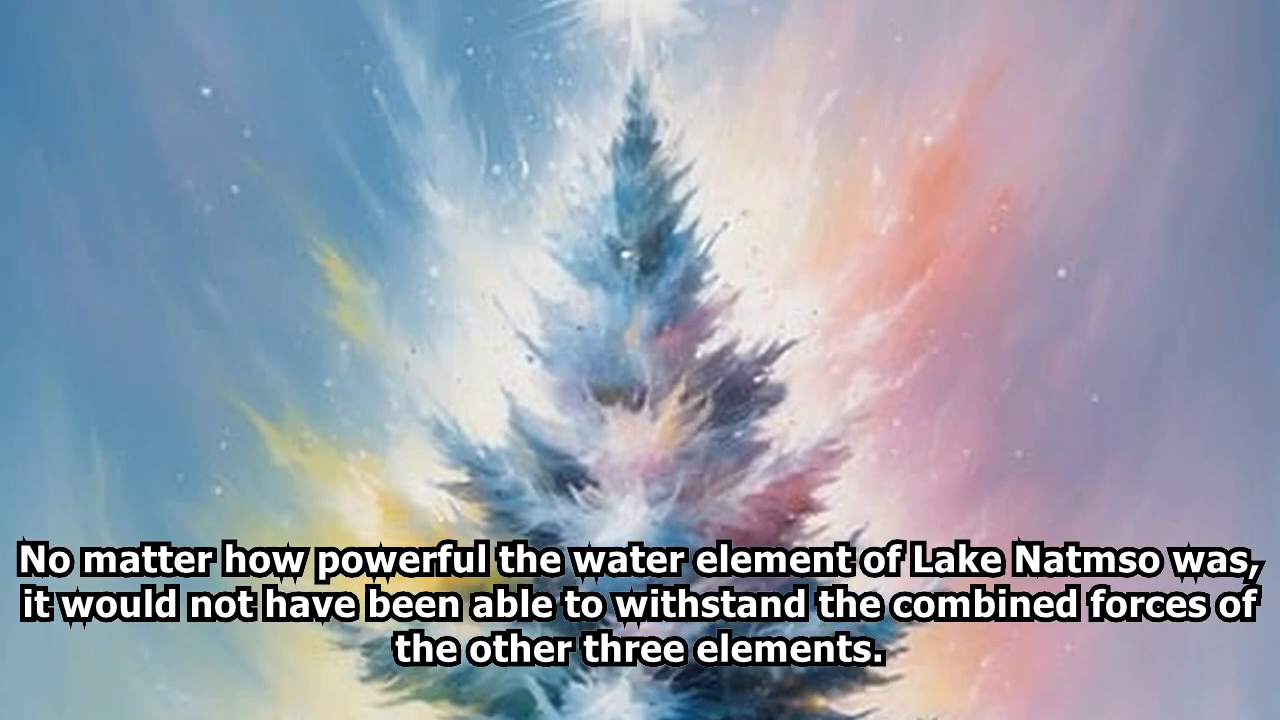 No matter how powerful the water element of Lake Natmso was,
it would not have been able to withstand the combined forces of
the other three elements.